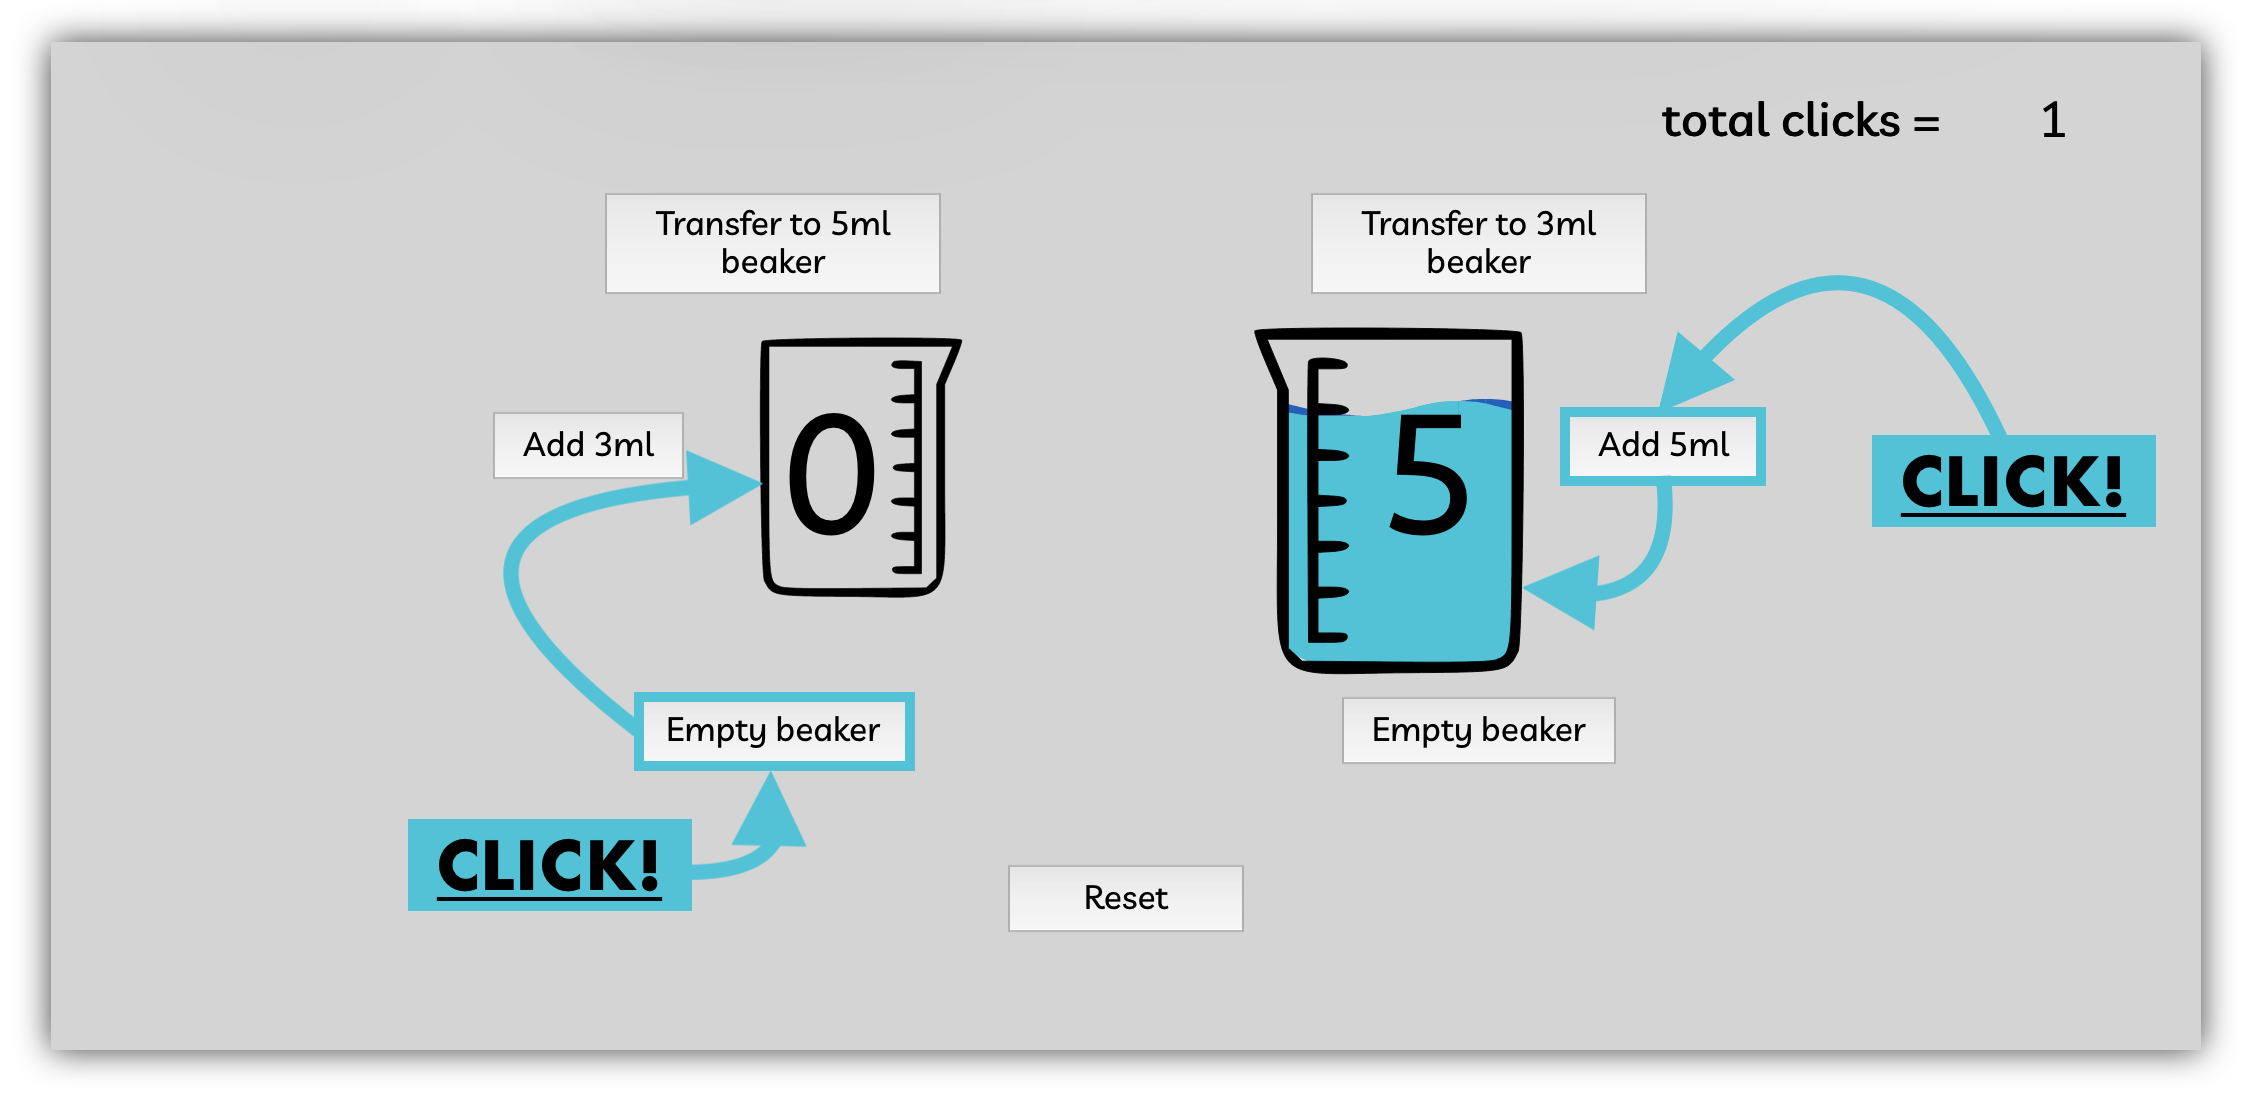 total clicks = 1
Transfer to 5ml
beaker
Transfer to 3ml
beaker
Add 3ml
0
5
Add 5ml
CLICK!
Empty beaker
Empty beaker
CLICK!
Reset